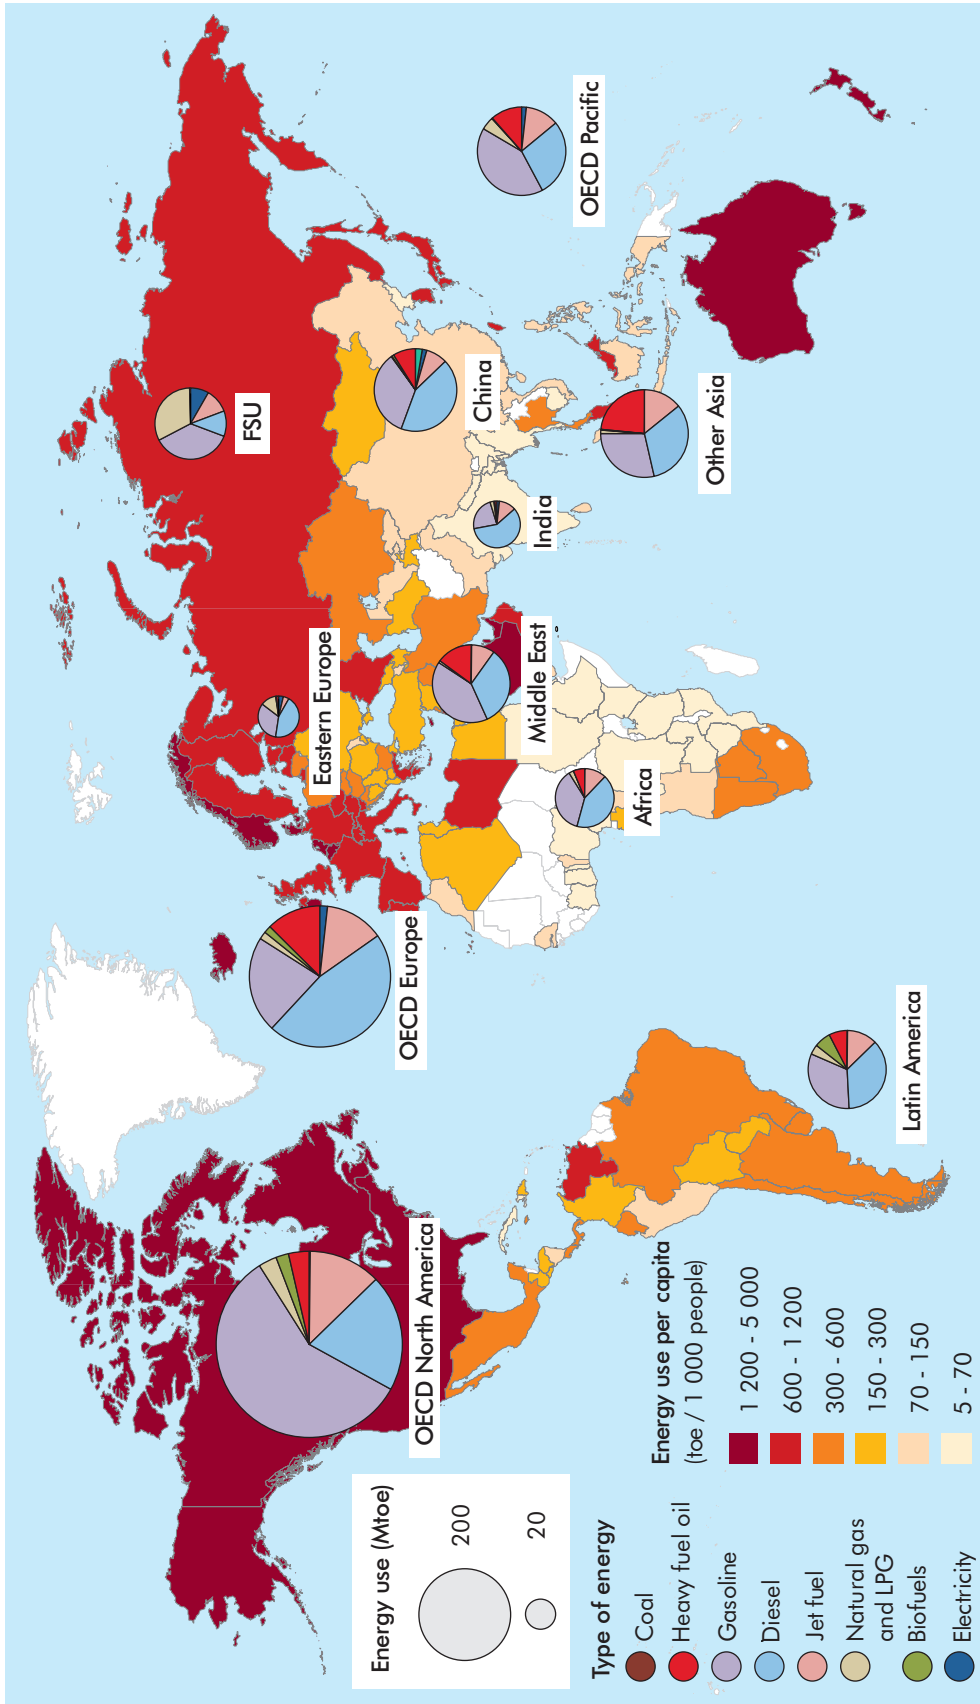 FSU
OECD Pacific
China
Eastern Europe
India
Other Asia
Middle East
OECD Europe
Africa
OECD North America
Latin America
Energy use (Mtoe)
200
20
Type of energy
Coal
Heavy fuel oil
Gasoline
Diesel
Jet fuel
Natural gas
and LPG
Biofuels
Electricity
Energy use per capita
(toe / 1 000 people)
1 200 - 5 000
600 - 1 200
300 - 600
150 - 300
70 - 150
5 - 70